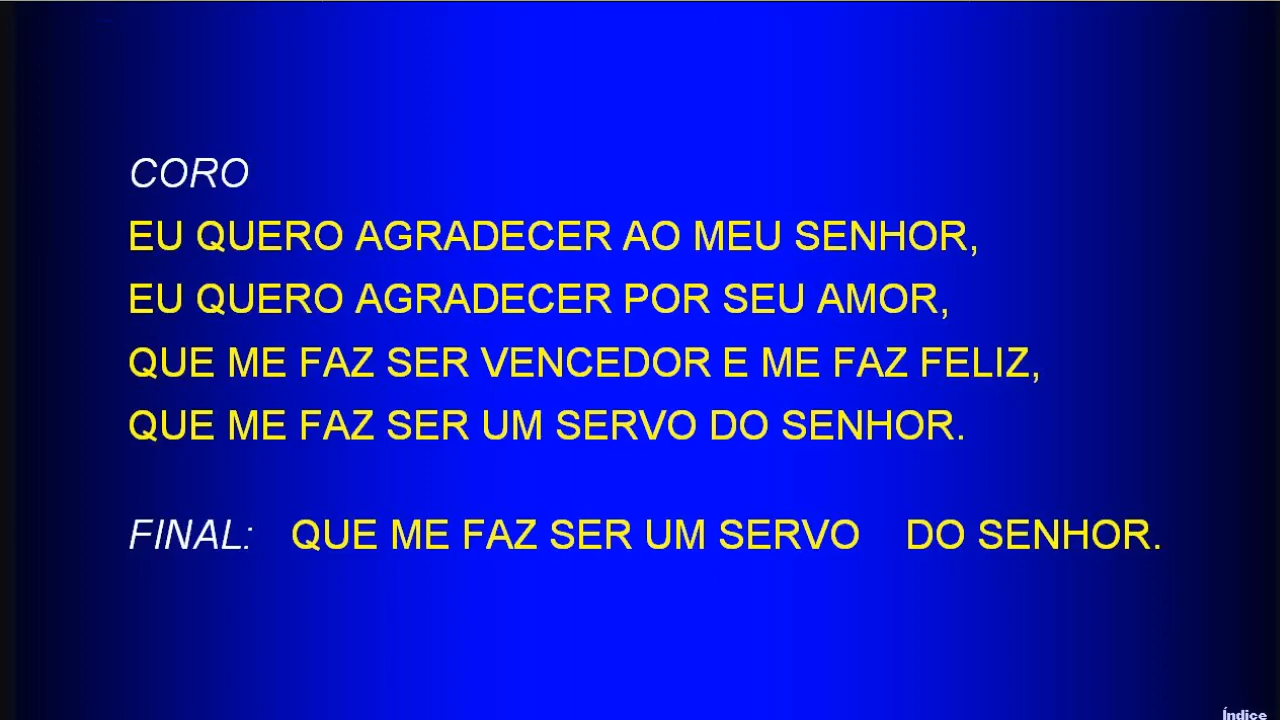 CORO
EU QUERO AGRADECER AO MEU SENHOR,
EU QUERO AGRADECER POR SEU AMOR,
QUE ME FAZ SER VENCEDOR E ME FAZ FELIZ,
QUE ME FAZ SER UM SERVO DO SENHOR.
FINAL: QUE ME FAZ SER UM SERVO DO SENHOR.
Índice